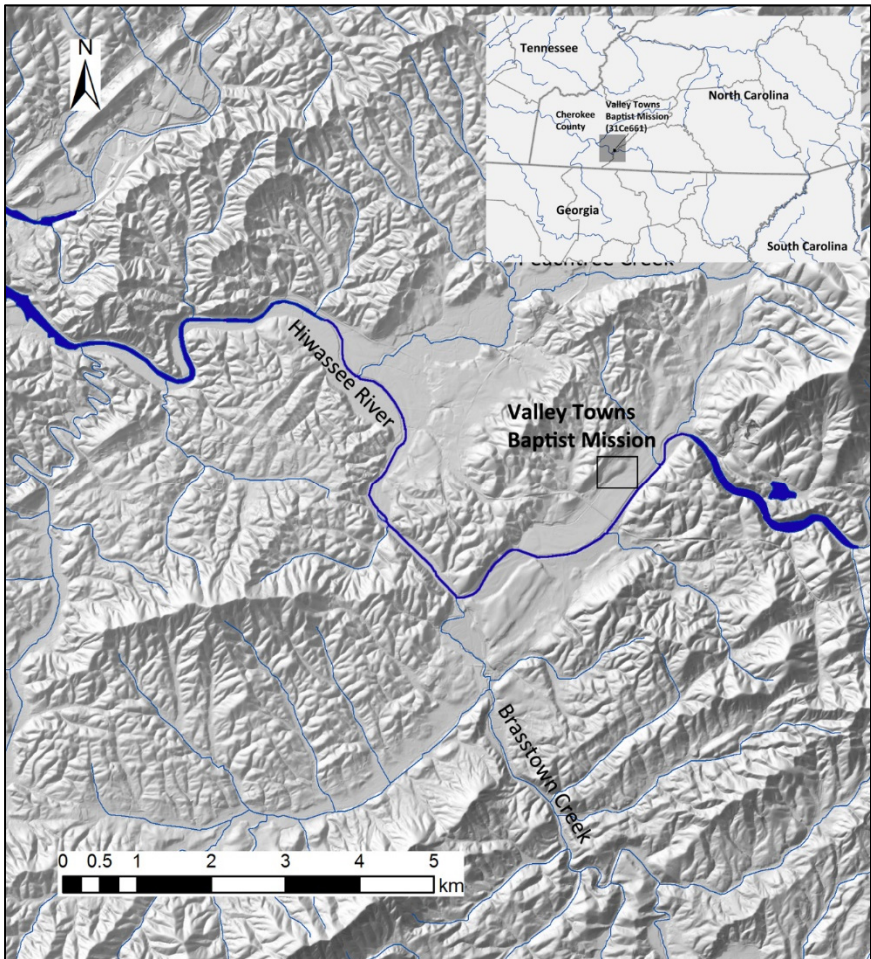 N
Tennessee
North Carolina
Valley Towns
Baptist Mission
(31Ce661)
Cherokee
County
Georgia
South Carolina
Creek
Hiwassee River
Valley Towns
Baptist Mission
Brasstown Creek
0 0.5 1 2 3 4 5
km